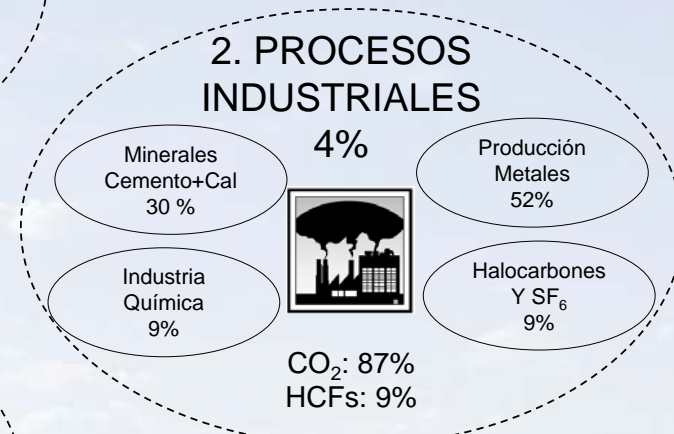 2. PROCESOS
INDUSTRIALES
4%
Minerales
Cemento+Cal
30 %
Producción
Metales
52%
Industria
Química
9%
Halocarbones
Y SF₆
9%
CO₂: 87%
HCFs: 9%